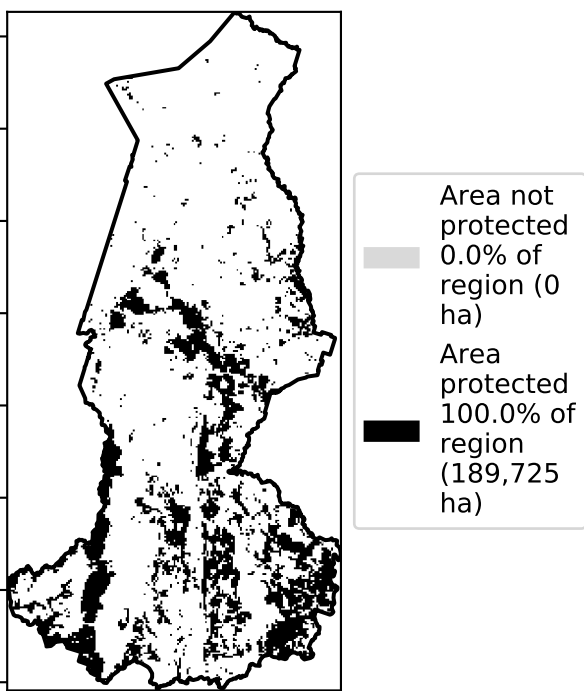 Area not
protected
0.0% of
region (0
ha)
Area
protected
100.0% of
region
(189,725
ha)